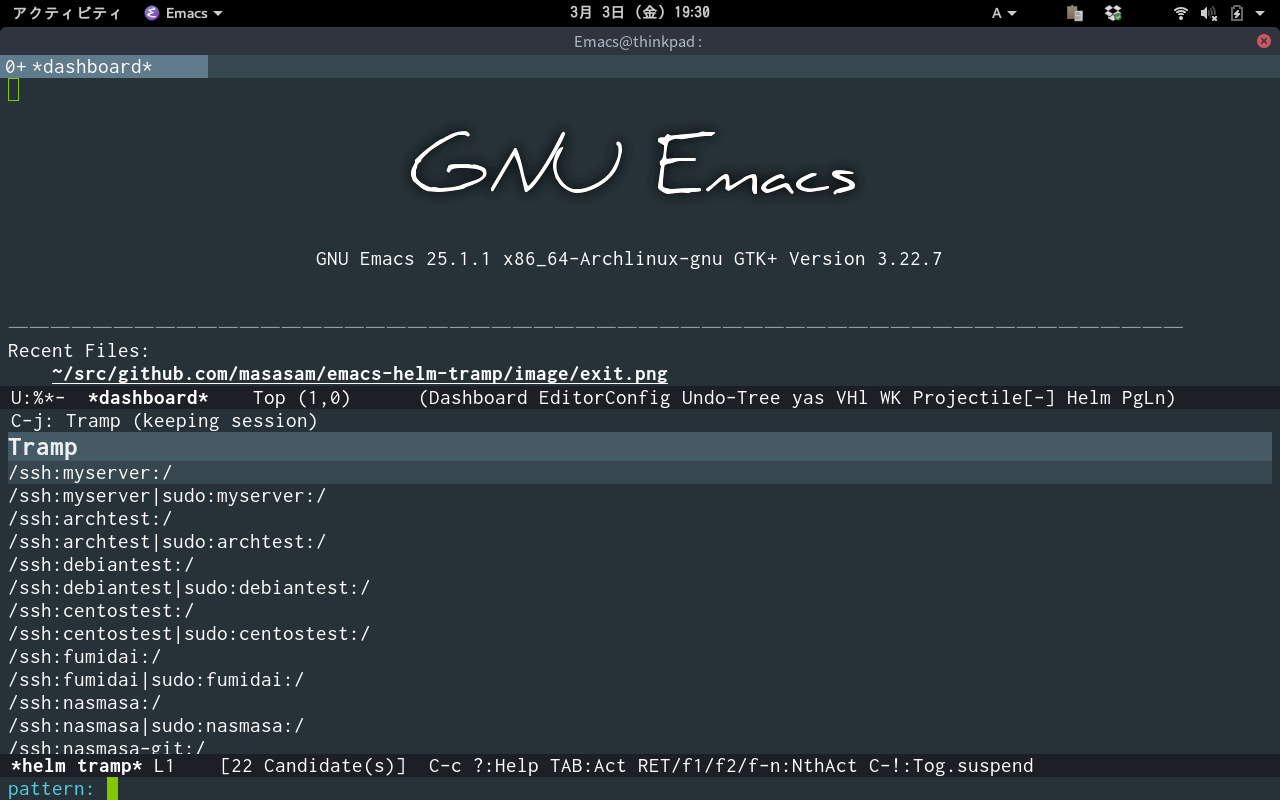 アクティビティ Emacs 3月 3日 (金) 19:30 A
Emacs@thinkpad:
0+ *dashboard*
GNU Emacs
GNU Emacs 25.1.1 x86_64-Archlinux-gnu GTK+ Version 3.22.7
Recent Files:
~/src/github.com/masasam/emacs-helm-tramp/image/exit.png
U:%*- *dashboard* Top (1,0) (Dashboard EditorConfig Undo-Tree yas VHl WK Projectile[-] Helm PgLn)
C-j: Tramp (keeping session)
Tramp
/ssh:myserver:/
/ssh:myserver|sudo:myserver:/
/ssh:archtest:/
/ssh:archtest|sudo:archtest:/
/ssh:debiantest:/
/ssh:debiantest|sudo:debiantest:/
/ssh:centostest:/
/ssh:centostest|sudo:centostest:/
/ssh:fumidai:/
/ssh:fumidai|sudo:fumidai:/
/ssh:nasmasa:/
/ssh:nasmasa|sudo:nasmasa:/
/ssh:nasmasa-git:/
*helm tramp* L1 [22 Candidate(s)] C-c ?:Help TAB:Act RET/f1/f2/f-n:NthAct C-!:Tog.suspend
pattern: